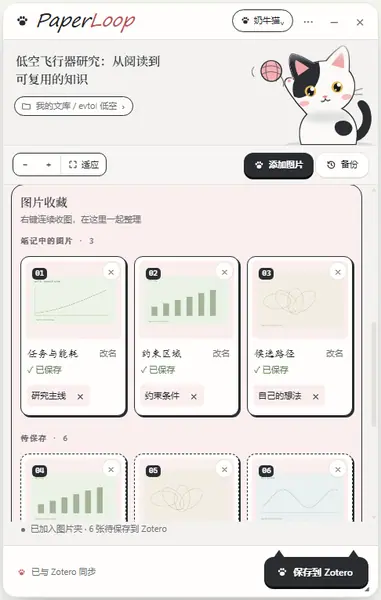 PaperLoop
奶牛猫
低空飞行器研究：从阅读到
可复用的知识
我的文库 / evtol 低空 ›
− + 适应
添加图片
备份
图片收藏
右键连续收图，在这里一起整理
笔记中的图片 · 3
01
02
03
任务与能耗 改名
约束区域 改名
候选路径 改名
✓ 已保存
✓ 已保存
✓ 已保存
研究主线 ×
约束条件 ×
自己的想法 ×
待保存 · 6
04
05
06
已加入图片夹 · 6 张待保存到 Zotero
已与 Zotero 同步
保存到 Zotero